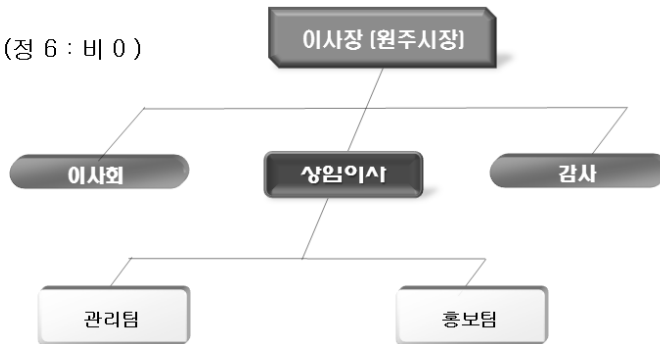 (정 6 : 비 0 )
이사장 (원주시장)
이사회
상임이사
감사
관리팀
홍보팀